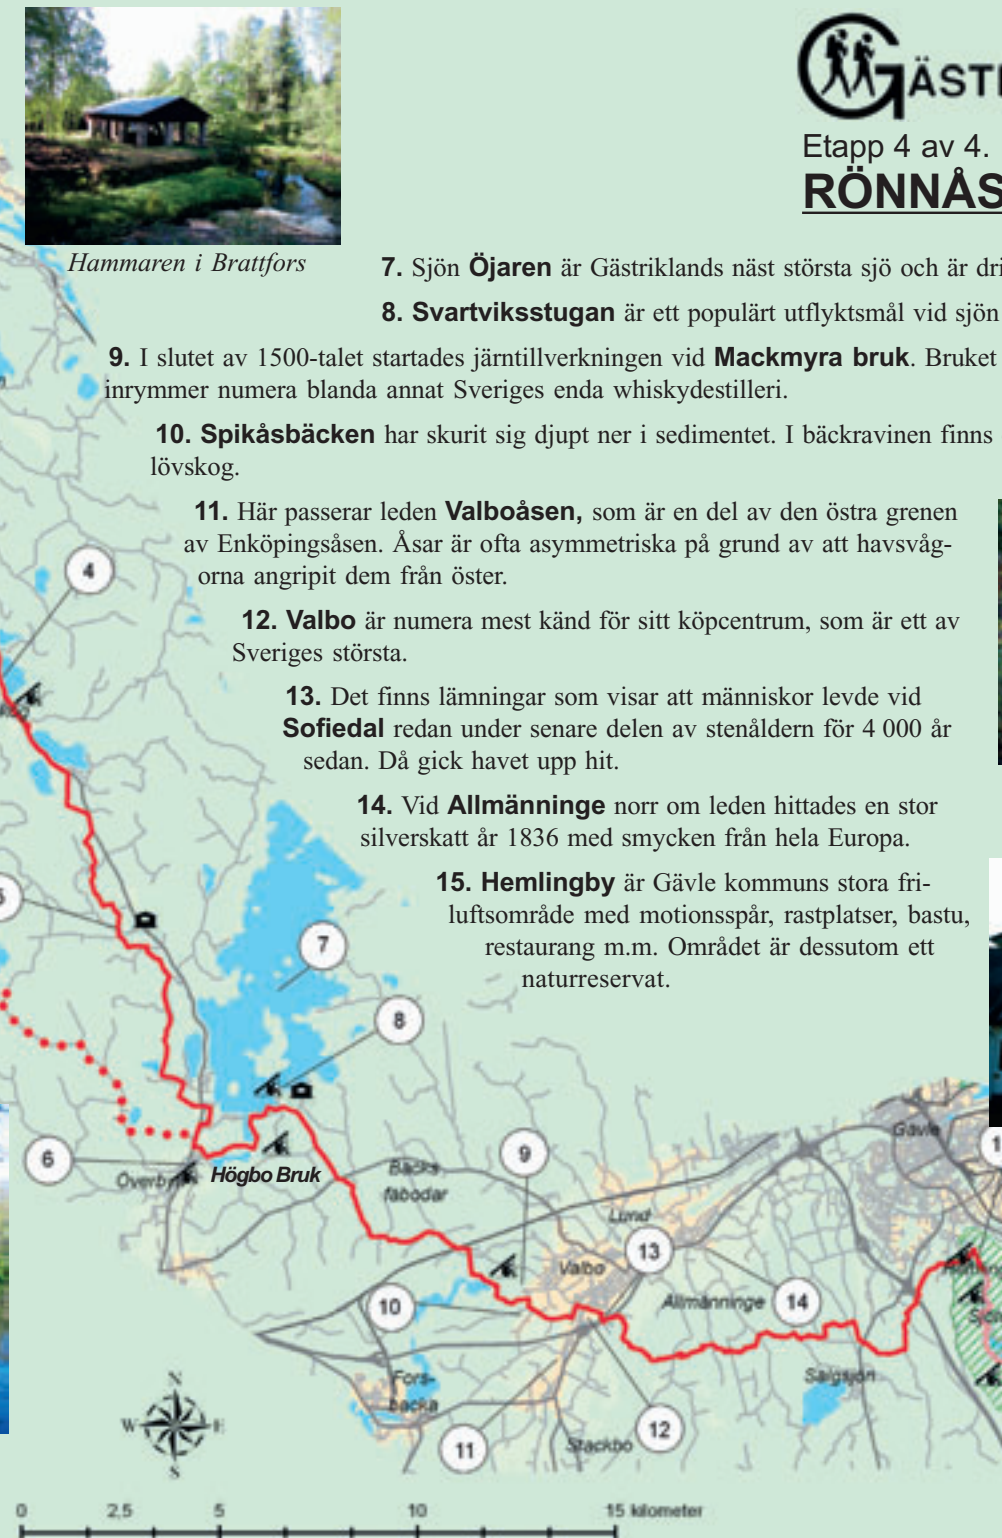 ÄSTR
Etapp 4 av 4.
RÖNNÅS
Hammaren i Brattfors
7. Sjön Öjaren är Gästriklands näst största sjö och är dri
8. Svartviksstugan är ett populärt utflyktsmål vid sjön
9. I slutet av 1500-talet startades järntillverkningen vid Mackmyra bruk. Bruket
inrymmer numera blanda annat Sveriges enda whiskydestilleri.
10. Spikåsbäcken har skurit sig djupt ner i sedimentet. I bäckravinen finns
lövskog.
11. Här passerar leden Valboåsen, som är en del av den östra grenen
av Enköpingsåsen. Åsar är ofta asymmetriska på grund av att havsvåg-
orna angripit dem från öster.
12. Valbo är numera mest känd för sitt köpcentrum, som är ett av
Sveriges största.
13. Det finns lämningar som visar att människor levde vid
Sofiedal redan under senare delen av stenåldern för 4 000 år
sedan. Då gick havet upp hit.
14. Vid Allmänninge norr om leden hittades en stor
silverskatt år 1836 med smycken från hela Europa.
15. Hemlingby är Gävle kommuns stora fri-
luftsområde med motionsspår, rastplatser, bastu,
restaurang m.m. Området är dessutom ett
naturreservat.
4
7
8
6
Högbo Bruk
Backs
fäbodar
9
Gävle
Lund
13
Valbo
10
Allmänninge
14
Fors-
backa
Sälgsjön
11
Stackbo
12
N
W
E
S
0
2,5
5
10
15 kilometer